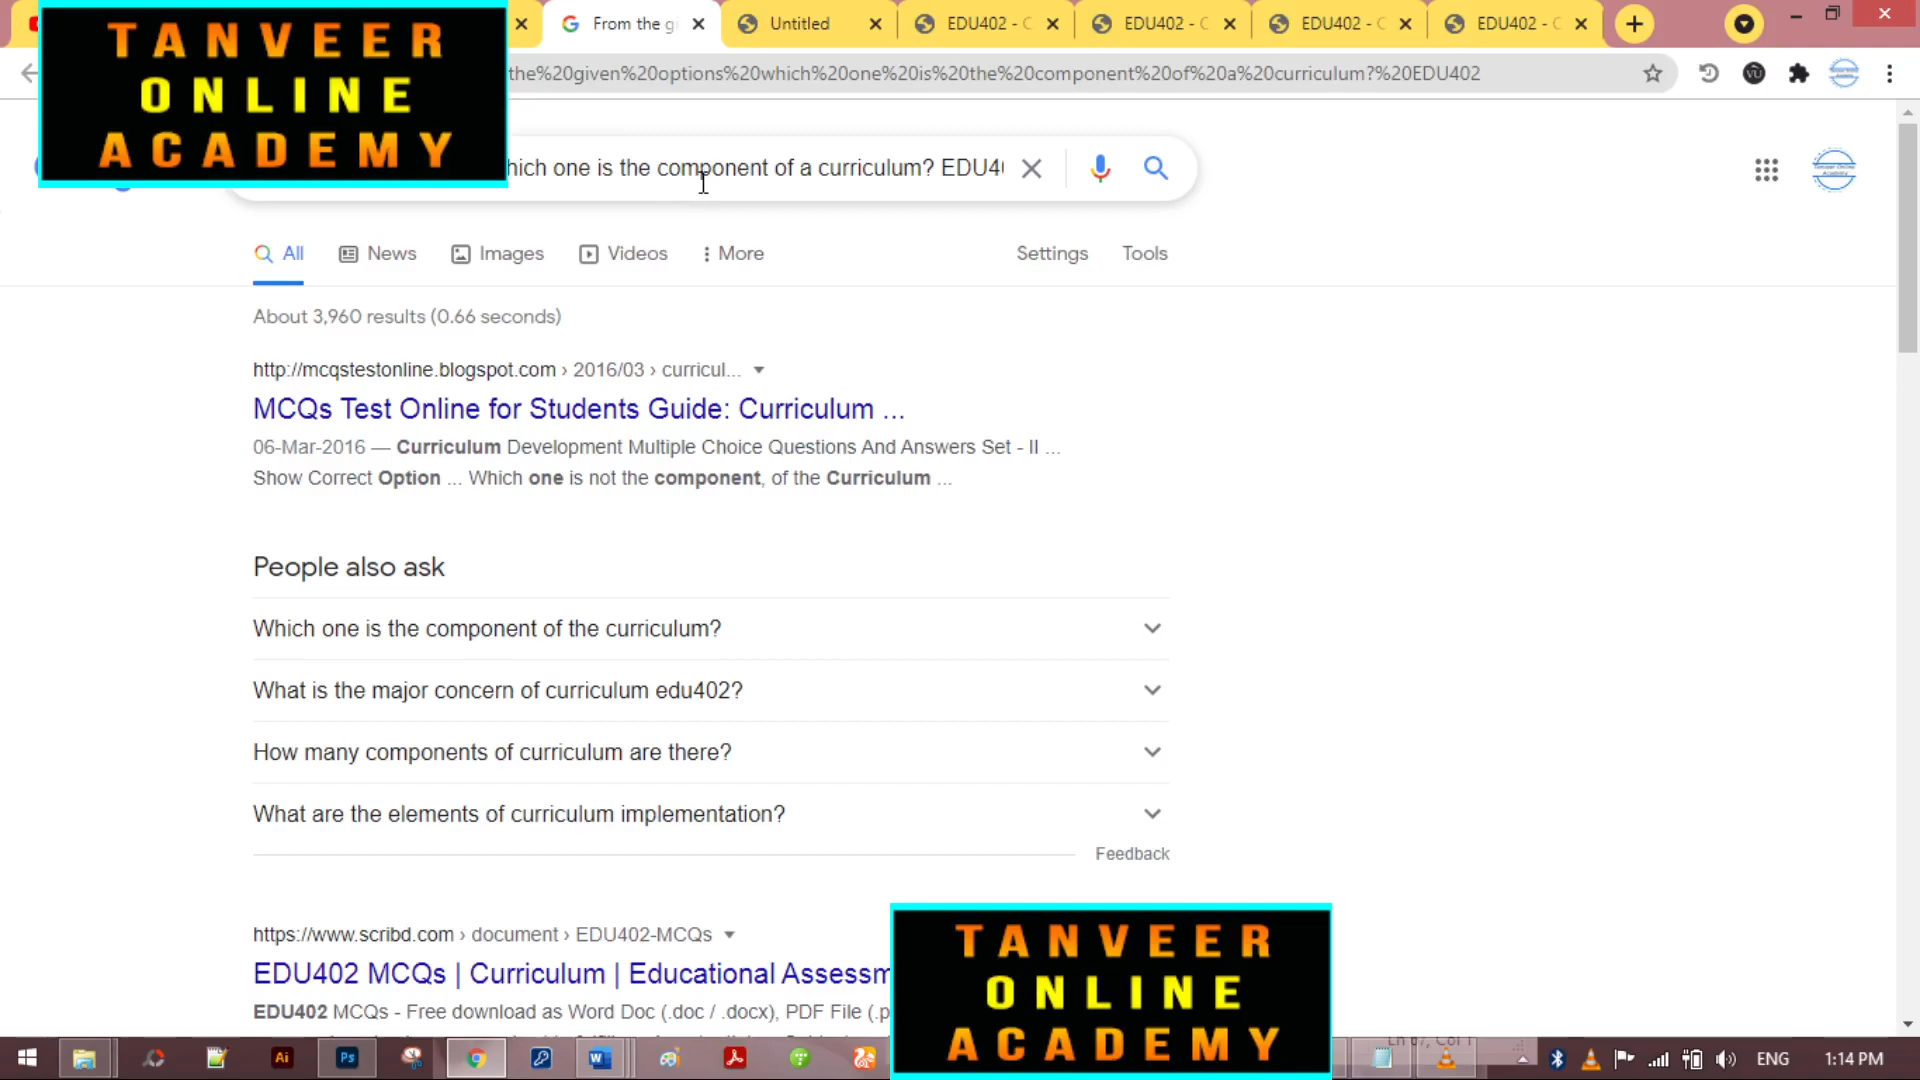 TANVEER
ONLINE
ACADEMY
From the gi
Untitled
EDU402 - C
EDU402 - C
EDU402 - C
EDU402 - C
the%20given%20options%20which%20one%20is%20the%20component%20of%20a%20curriculum?%20EDU402
hich one is the component of a curriculum? EDU4
All
News
Images
Videos
More
Settings
Tools
About 3,960 results (0.66 seconds)
http://mcqstestonline.blogspot.com › 2016/03 › curricul...
MCQs Test Online for Students Guide: Curriculum ...
06-Mar-2016 — Curriculum Development Multiple Choice Questions And Answers Set - II ...
Show Correct Option ... Which one is not the component, of the Curriculum ...
People also ask
Which one is the component of the curriculum?
What is the major concern of curriculum edu402?
How many components of curriculum are there?
What are the elements of curriculum implementation?
Feedback
https://www.scribd.com › document › EDU402-MCQs
EDU402 MCQs | Curriculum | Educational Assessm
EDU402 MCQs - Free download as Word Doc (.doc / .docx), PDF File (.p
TANVEER
ONLINE
ACADEMY
Ai
Ps
ENG
1:14 PM